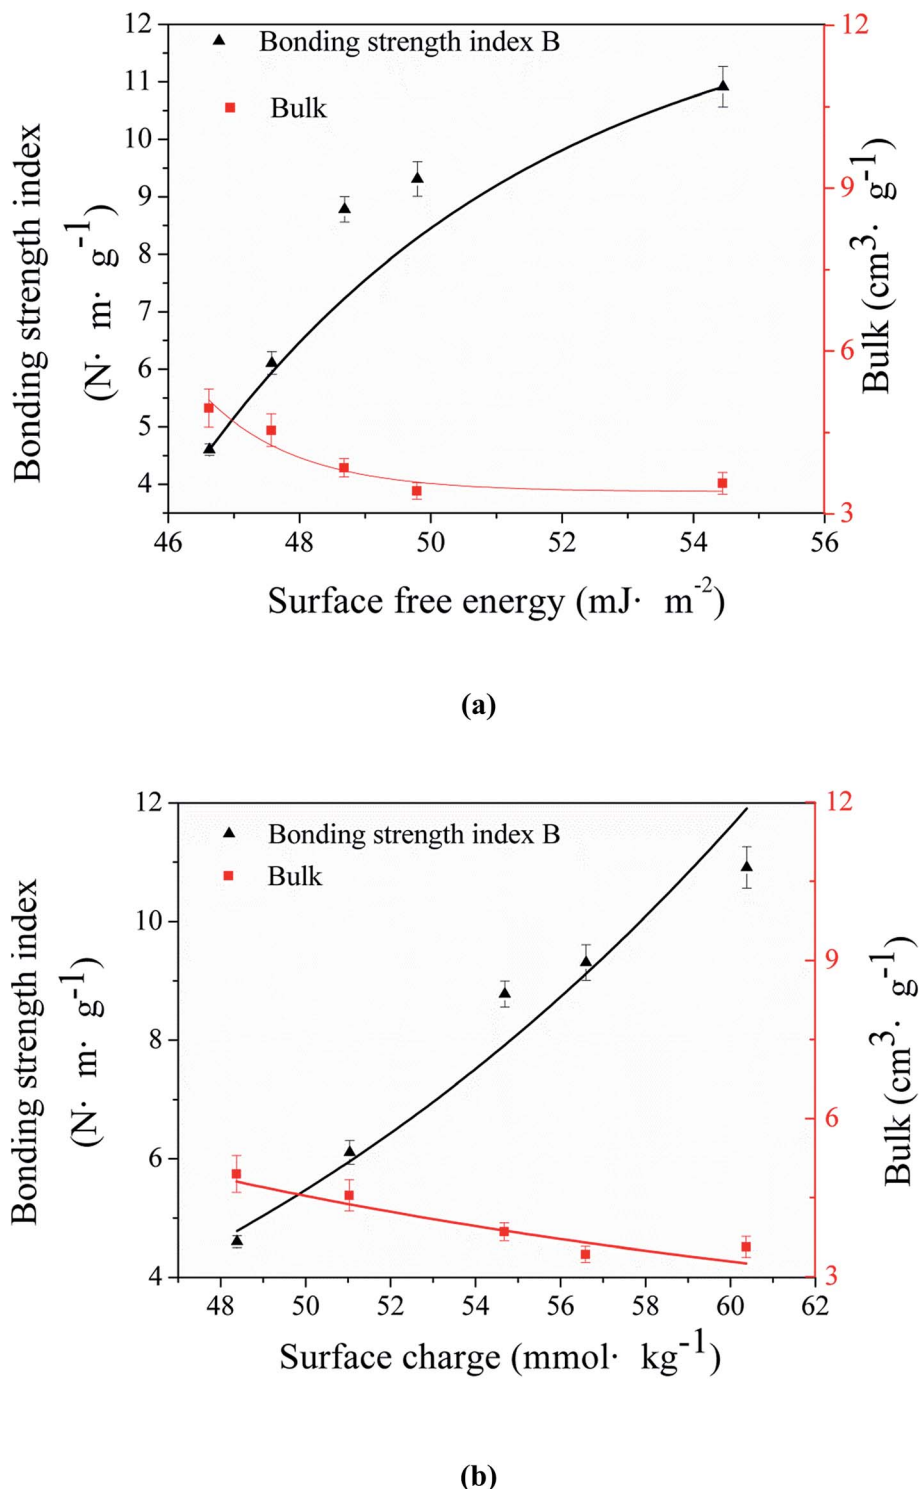 12
11
10
9
8
7
6
5
4
Bonding strength index
(N· m· g-1)
Bonding strength index B
Bulk
12
9
6
3
Bulk (cm3· g-1)
46 48 50 52 54 56
Surface free energy (mJ· m-2)
(a)
12
10
8
6
4
Bonding strength index
(N· m· g-1)
Bonding strength index B
Bulk
12
9
6
3
Bulk (cm3· g-1)
48 50 52 54 56 58 60 62
Surface charge (mmol· kg-1)
(b)